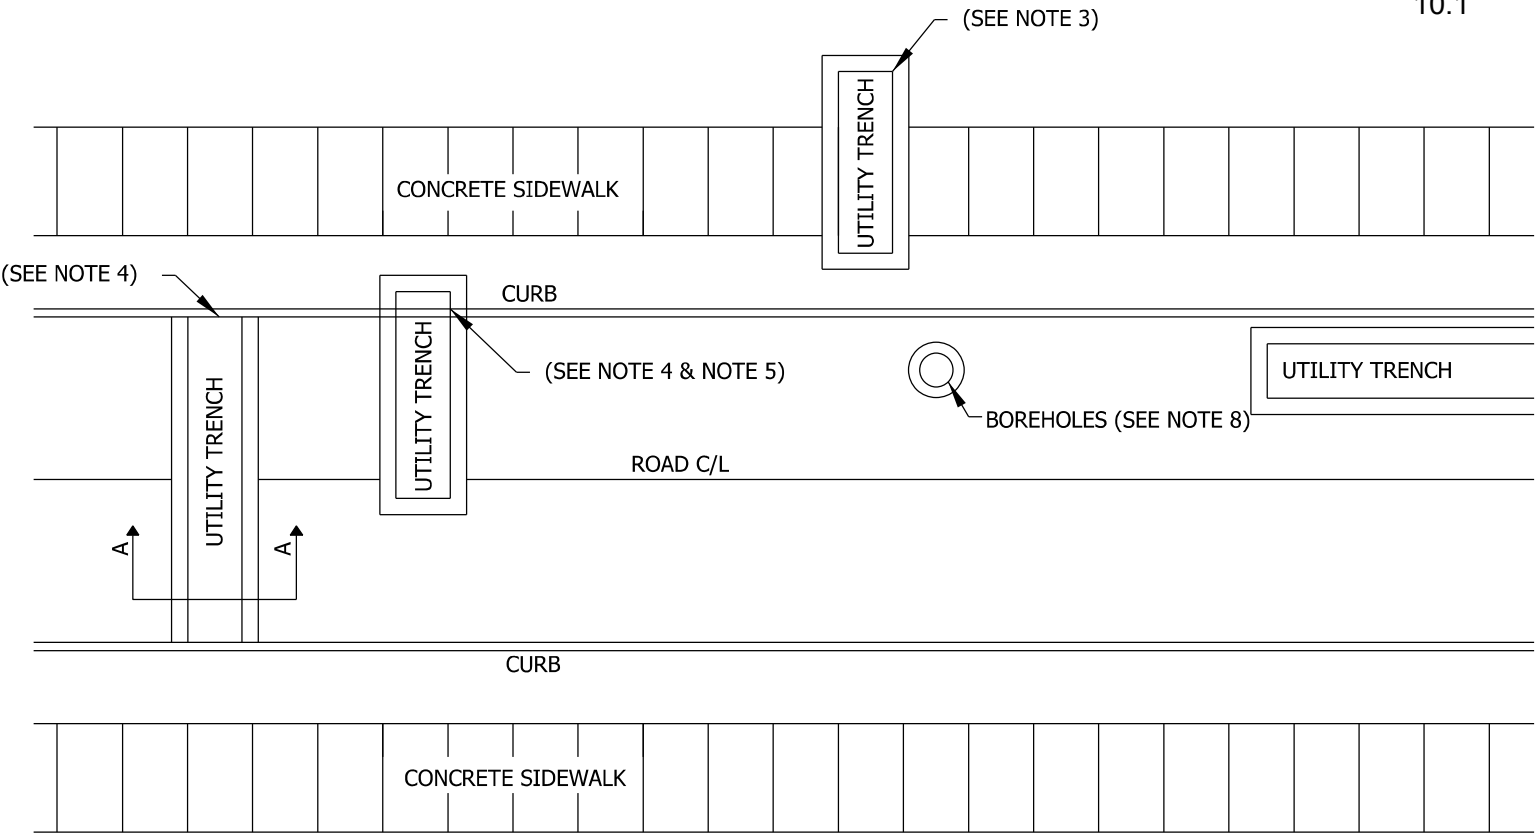 10.1
(SEE NOTE 3)
UTILITY TRENCH
CONCRETE SIDEWALK
(SEE NOTE 4)
CURB
UTILITY TRENCH
(SEE NOTE 4 & NOTE 5)
UTILITY TRENCH
BOREHOLES (SEE NOTE 8)
UTILITY TRENCH
ROAD C/L
A
A
CURB
CONCRETE SIDEWALK